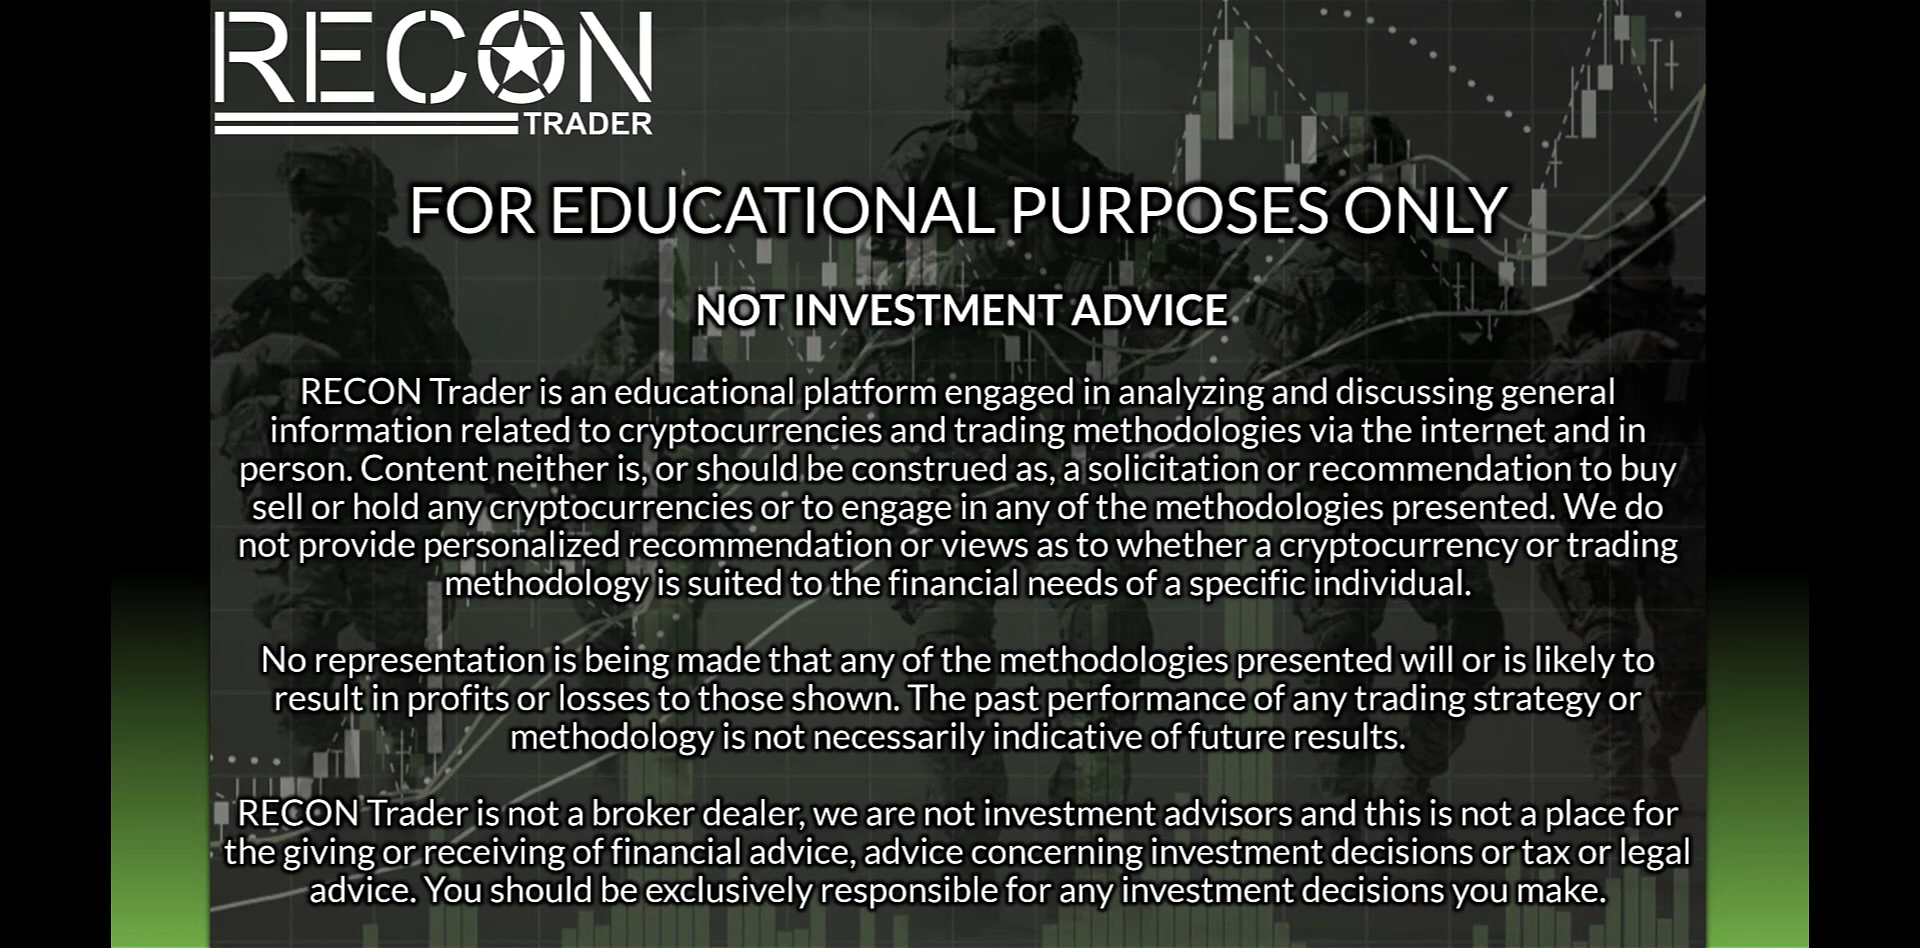 RECON
TRADER
FOR EDUCATIONAL PURPOSES ONLY
NOT INVESTMENT ADVICE
RECON Trader is an educational platform engaged in analyzing and discussing general
information related to cryptocurrencies and trading methodologies via the internet and in
person. Content neither is, or should be construed as, a solicitation or recommendation to buy
sell or hold any cryptocurrencies or to engage in any of the methodologies presented. We do
not provide personalized recommendation or views as to whether a cryptocurrency or trading
methodology is suited to the financial needs of a specific individual.
No representation is being made that any of the methodologies presented will or is likely to
result in profits or losses to those shown. The past performance of any trading strategy or
methodology is not necessarily indicative of future results.
RECON Trader is not a broker dealer, we are not investment advisors and this is not a place for
the giving or receiving of financial advice, advice concerning investment decisions or tax or legal
advice. You should be exclusively responsible for any investment decisions you make.